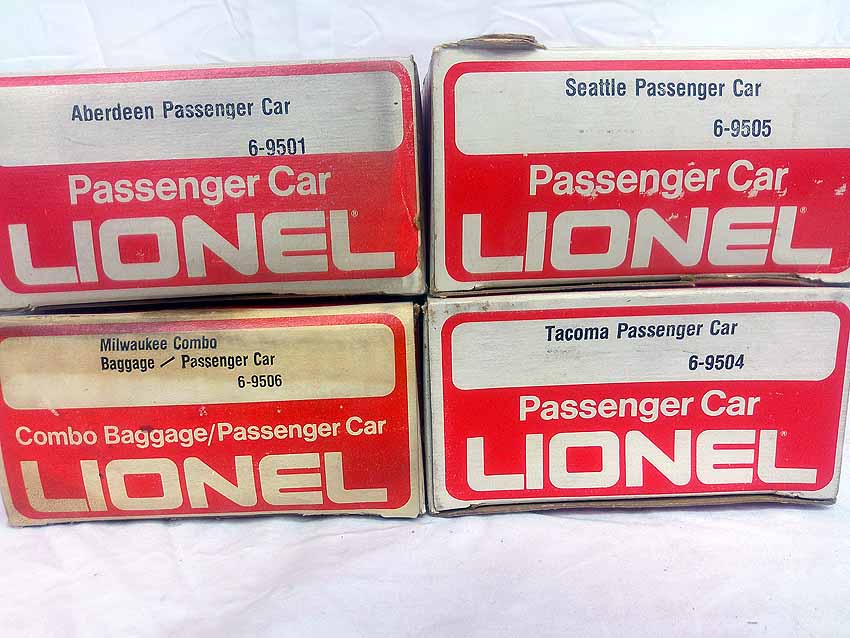 Aberdeen Passenger Car
6-9501
Passenger Car
LIONEL®
Seattle Passenger Car
6-9505
Passenger Car
LIONEL®
Milwaukee Combo
Baggage / Passenger Car
6-9506
Combo Baggage/Passenger Car
LIONEL
Tacoma Passenger Car
6-9504
Passenger Car
LIONEL®